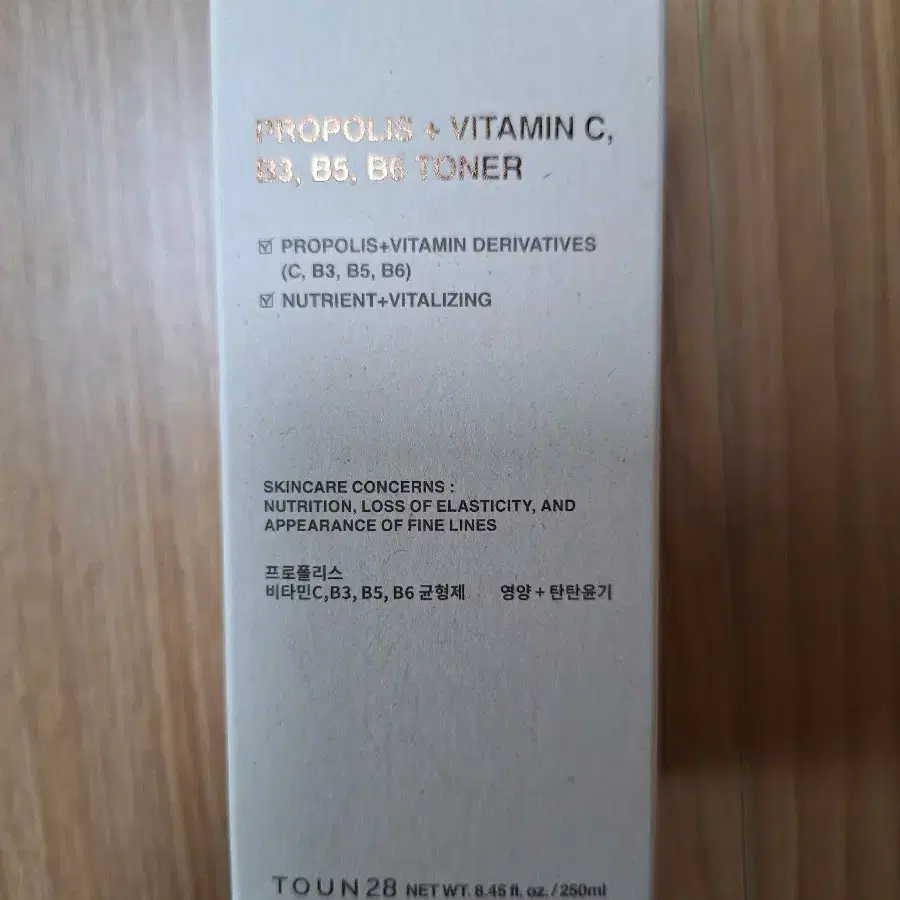 PROPOLIS + VITAMIN C,
B3, B5, B6 TONER
PROPOLIS+VITAMIN DERIVATIVES
(C, B3, B5, B6)
NUTRIENT+VITALIZING
SKINCARE CONCERNS :
NUTRITION, LOSS OF ELASTICITY, AND
APPEARANCE OF FINE LINES
프로폴리스
비타민C,B3, B5, B6 균형제 영양 + 탄탄윤기
TOUN28 NET WT. 8.45 fl. oz. / 250ml